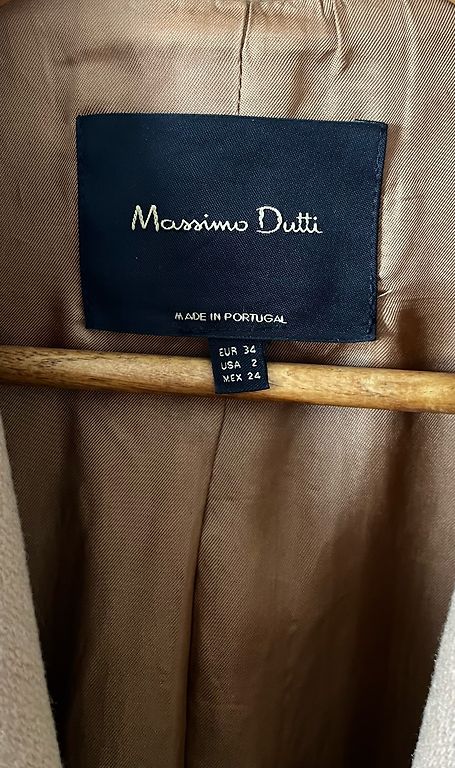 Massimo Dutti
MADE IN PORTUGAL
EUR 34
USA 2
MEX 24